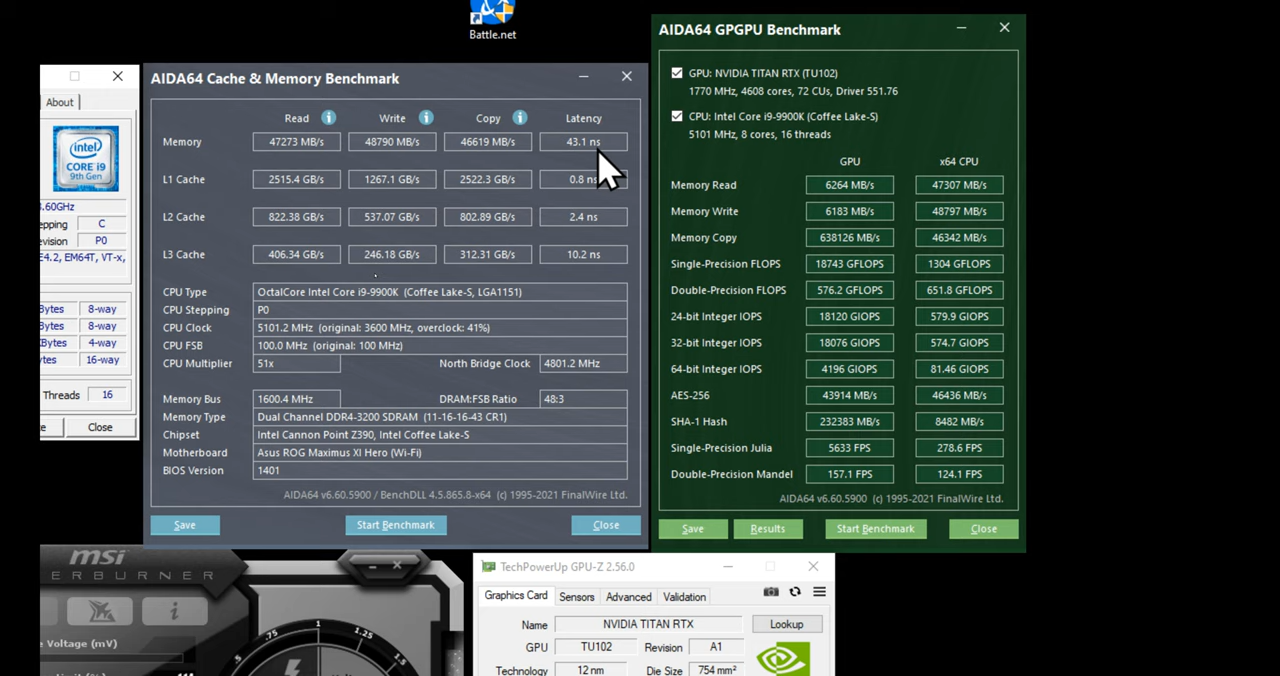 Battle.net
About
intel
CORE i9
9th Gen
.60GHz
epping C
evision P0
E4.2, EM64T, VT-x,
Bytes 8-way
Bytes 8-way
KBytes 4-way
ytes 16-way
Threads 16
e Close
AIDA64 Cache & Memory Benchmark
Read Write Copy Latency
Memory 47273 MB/s 48790 MB/s 46619 MB/s 43.1 ns
L1 Cache 2515.4 GB/s 1267.1 GB/s 2522.3 GB/s 0.8 ns
L2 Cache 822.38 GB/s 537.07 GB/s 802.89 GB/s 2.4 ns
L3 Cache 406.34 GB/s 246.18 GB/s 312.31 GB/s 10.2 ns
CPU Type OctalCore Intel Core i9-9900K (Coffee Lake-S, LGA1151)
CPU Stepping P0
CPU Clock 5101.2 MHz (original: 3600 MHz, overclock: 41%)
CPU FSB 100.0 MHz (original: 100 MHz)
CPU Multiplier 51x North Bridge Clock 4801.2 MHz
Memory Bus 1600.4 MHz DRAM:FSB Ratio 48:3
Memory Type Dual Channel DDR4-3200 SDRAM (11-16-16-43 CR1)
Chipset Intel Cannon Point Z390, Intel Coffee Lake-S
Motherboard Asus ROG Maximus XI Hero (Wi-Fi)
BIOS Version 1401
AIDA64 v6.60.5900 / BenchDLL 4.5.865.8-x64 (c) 1995-2021 FinalWire Ltd.
Save Start Benchmark Close
AIDA64 GPGPU Benchmark
GPU: NVIDIA TITAN RTX (TU102)
1770 MHz, 4608 cores, 72 CUs, Driver 551.76
CPU: Intel Core i9-9900K (Coffee Lake-S)
5101 MHz, 8 cores, 16 threads
GPU x64 CPU
Memory Read 6264 MB/s 47307 MB/s
Memory Write 6183 MB/s 48797 MB/s
Memory Copy 638126 MB/s 46342 MB/s
Single-Precision FLOPS 18743 GFLOPS 1304 GFLOPS
Double-Precision FLOPS 576.2 GFLOPS 651.8 GFLOPS
24-bit Integer IOPS 18120 GIOPS 579.9 GIOPS
32-bit Integer IOPS 18076 GIOPS 574.7 GIOPS
64-bit Integer IOPS 4196 GIOPS 81.46 GIOPS
AES-256 43914 MB/s 46436 MB/s
SHA-1 Hash 232383 MB/s 8482 MB/s
Single-Precision Julia 5633 FPS 278.6 FPS
Double-Precision Mandel 157.1 FPS 124.1 FPS
AIDA64 v6.60.5900 (c) 1995-2021 FinalWire Ltd.
Save Results Start Benchmark Close
msi
ERBURNER
e Voltage (mV)
.75 1 1.25
.5 1.5
TechPowerUp GPU-Z 2.56.0
Graphics Card Sensors Advanced Validation
Name NVIDIA TITAN RTX Lookup
GPU TU102 Revision A1
Technology 12 nm Die Size 754 mm²